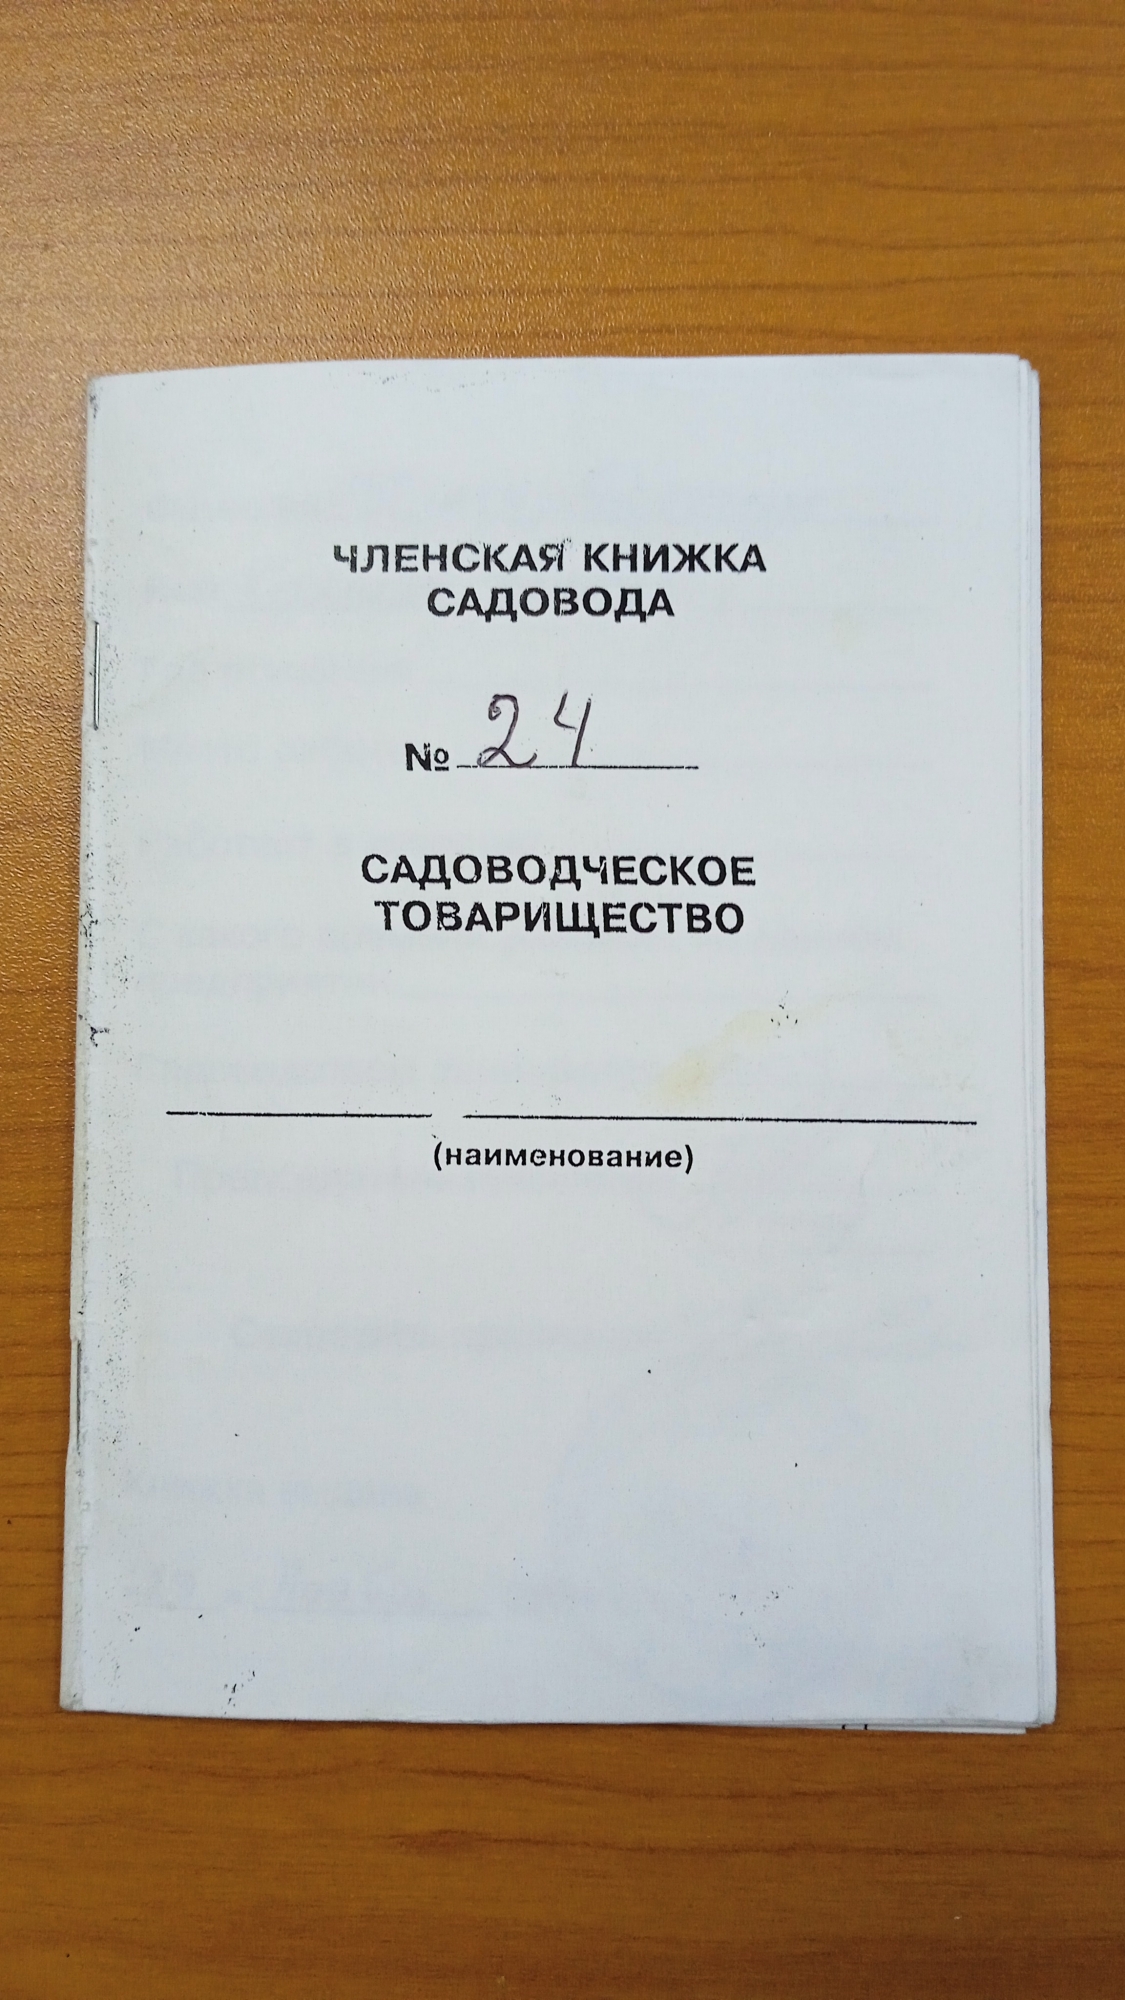 ЧЛЕНСКАЯ КНИЖКА
САДОВОДА
№ 24
САДОВОДЧЕСКОЕ
ТОВАРИЩЕСТВО
(наименование)